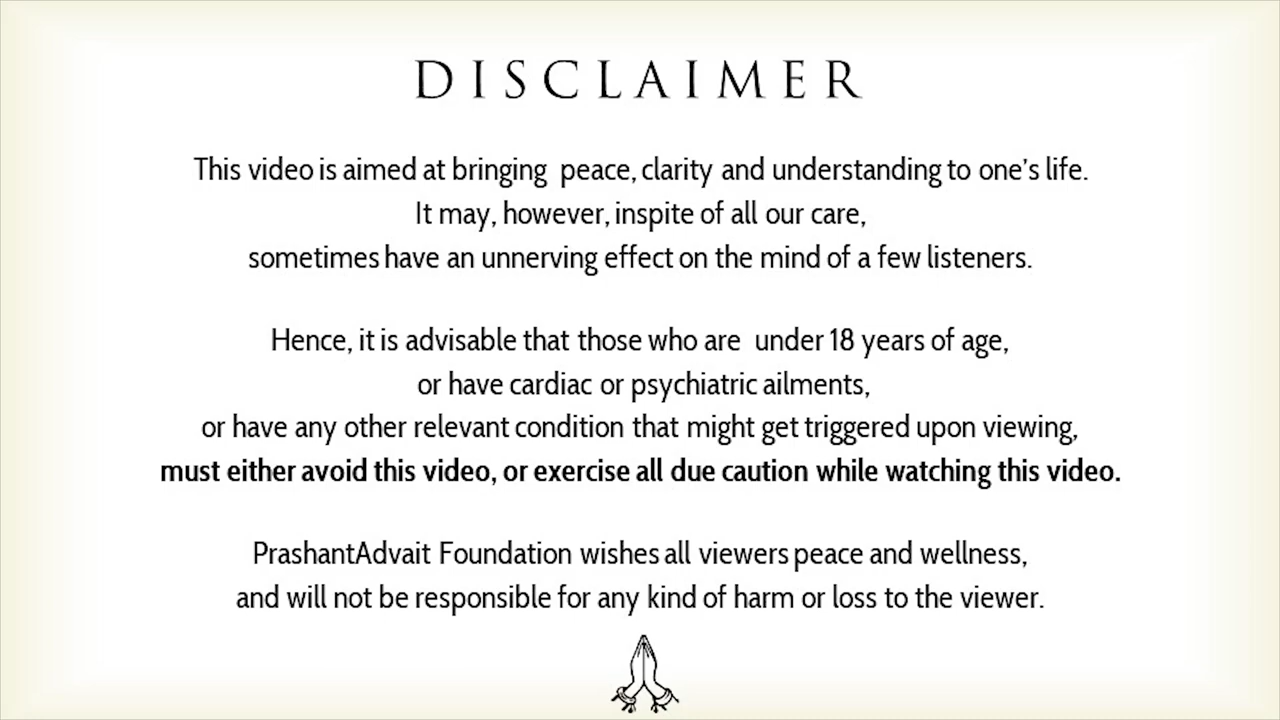 DISCLAIMER
This video is aimed at bringing peace, clarity and understanding to one's life.
It may, however, inspite of all our care,
sometimes have an unnerving effect on the mind of a few listeners.
Hence, it is advisable that those who are under 18 years of age,
or have cardiac or psychiatric ailments,
or have any other relevant condition that might get triggered upon viewing,
must either avoid this video, or exercise all due caution while watching this video.
PrashantAdvait Foundation wishes all viewers peace and wellness,
and will not be responsible for any kind of harm or loss to the viewer.